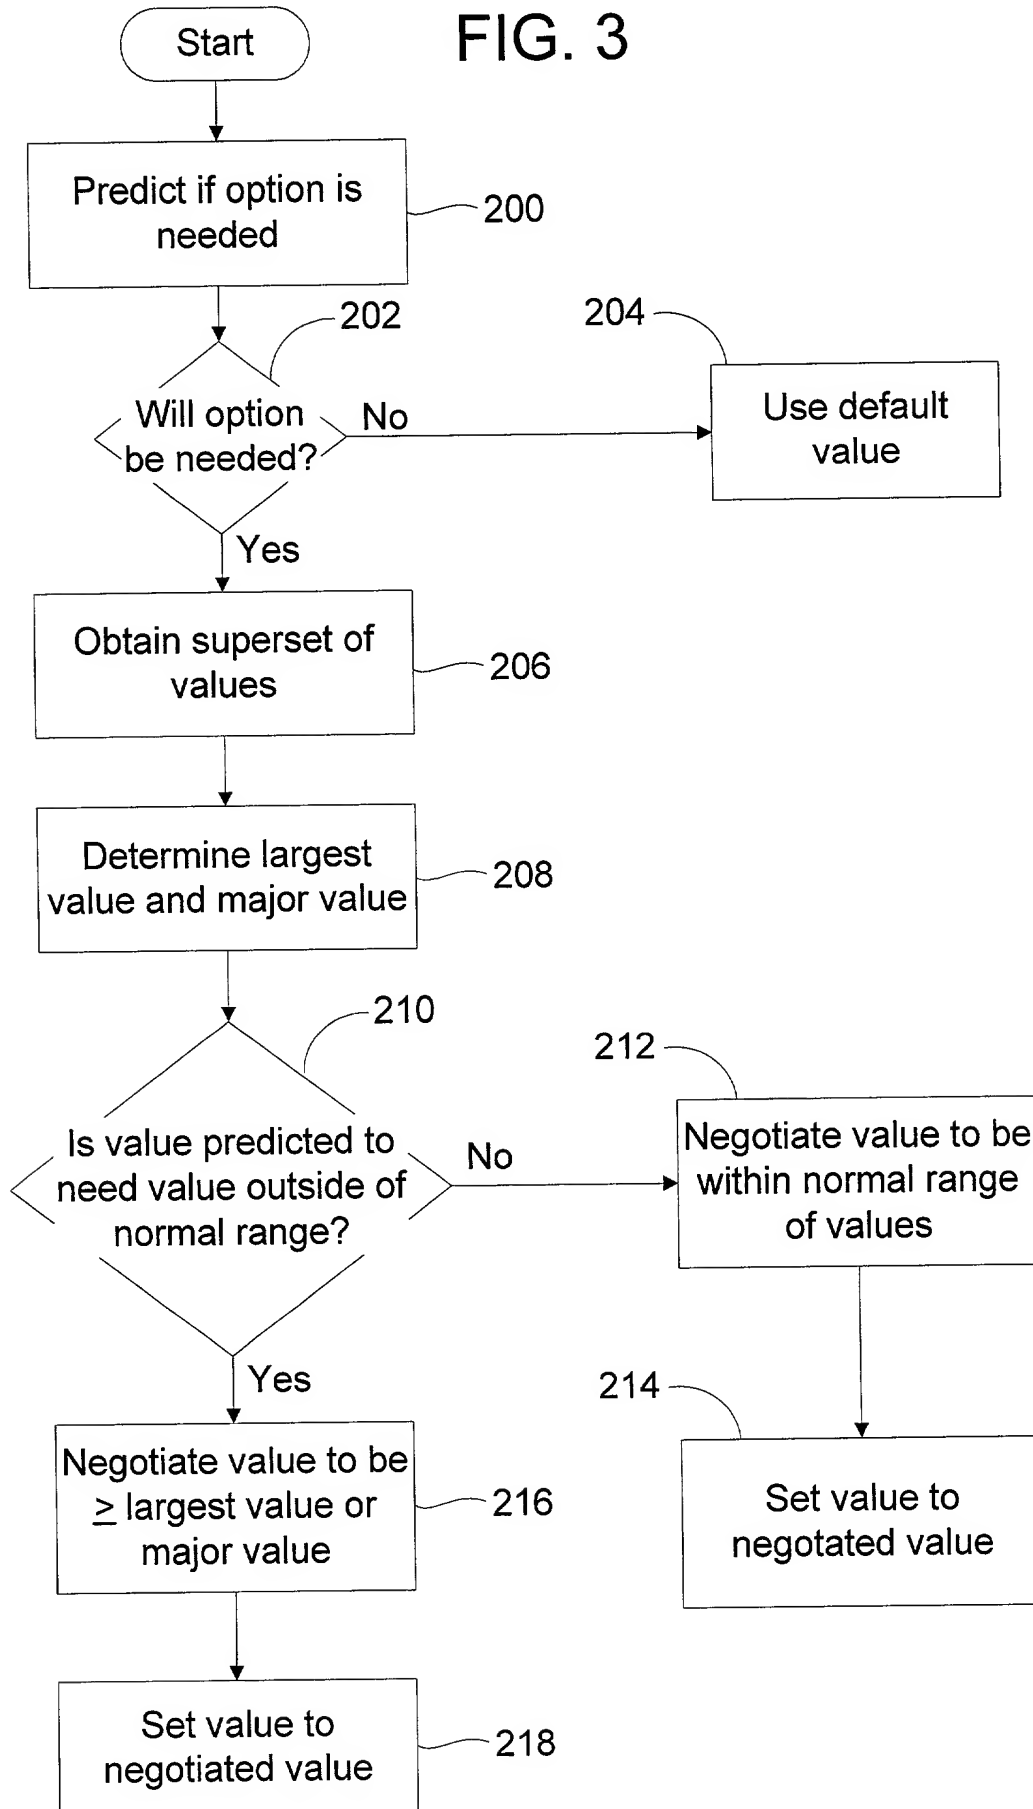 Start
FIG. 3
Predict if option is
needed
200
202
204
Will option
be needed?
No
Use default
value
Yes
Obtain superset of
values
206
Determine largest
value and major value
208
210
212
Is value predicted to
need value outside of
normal range?
No
Negotiate value to be
within normal range
of values
Yes
214
Negotiate value to be
≥ largest value or
major value
216
Set value to
negotated value
Set value to
negotiated value
218